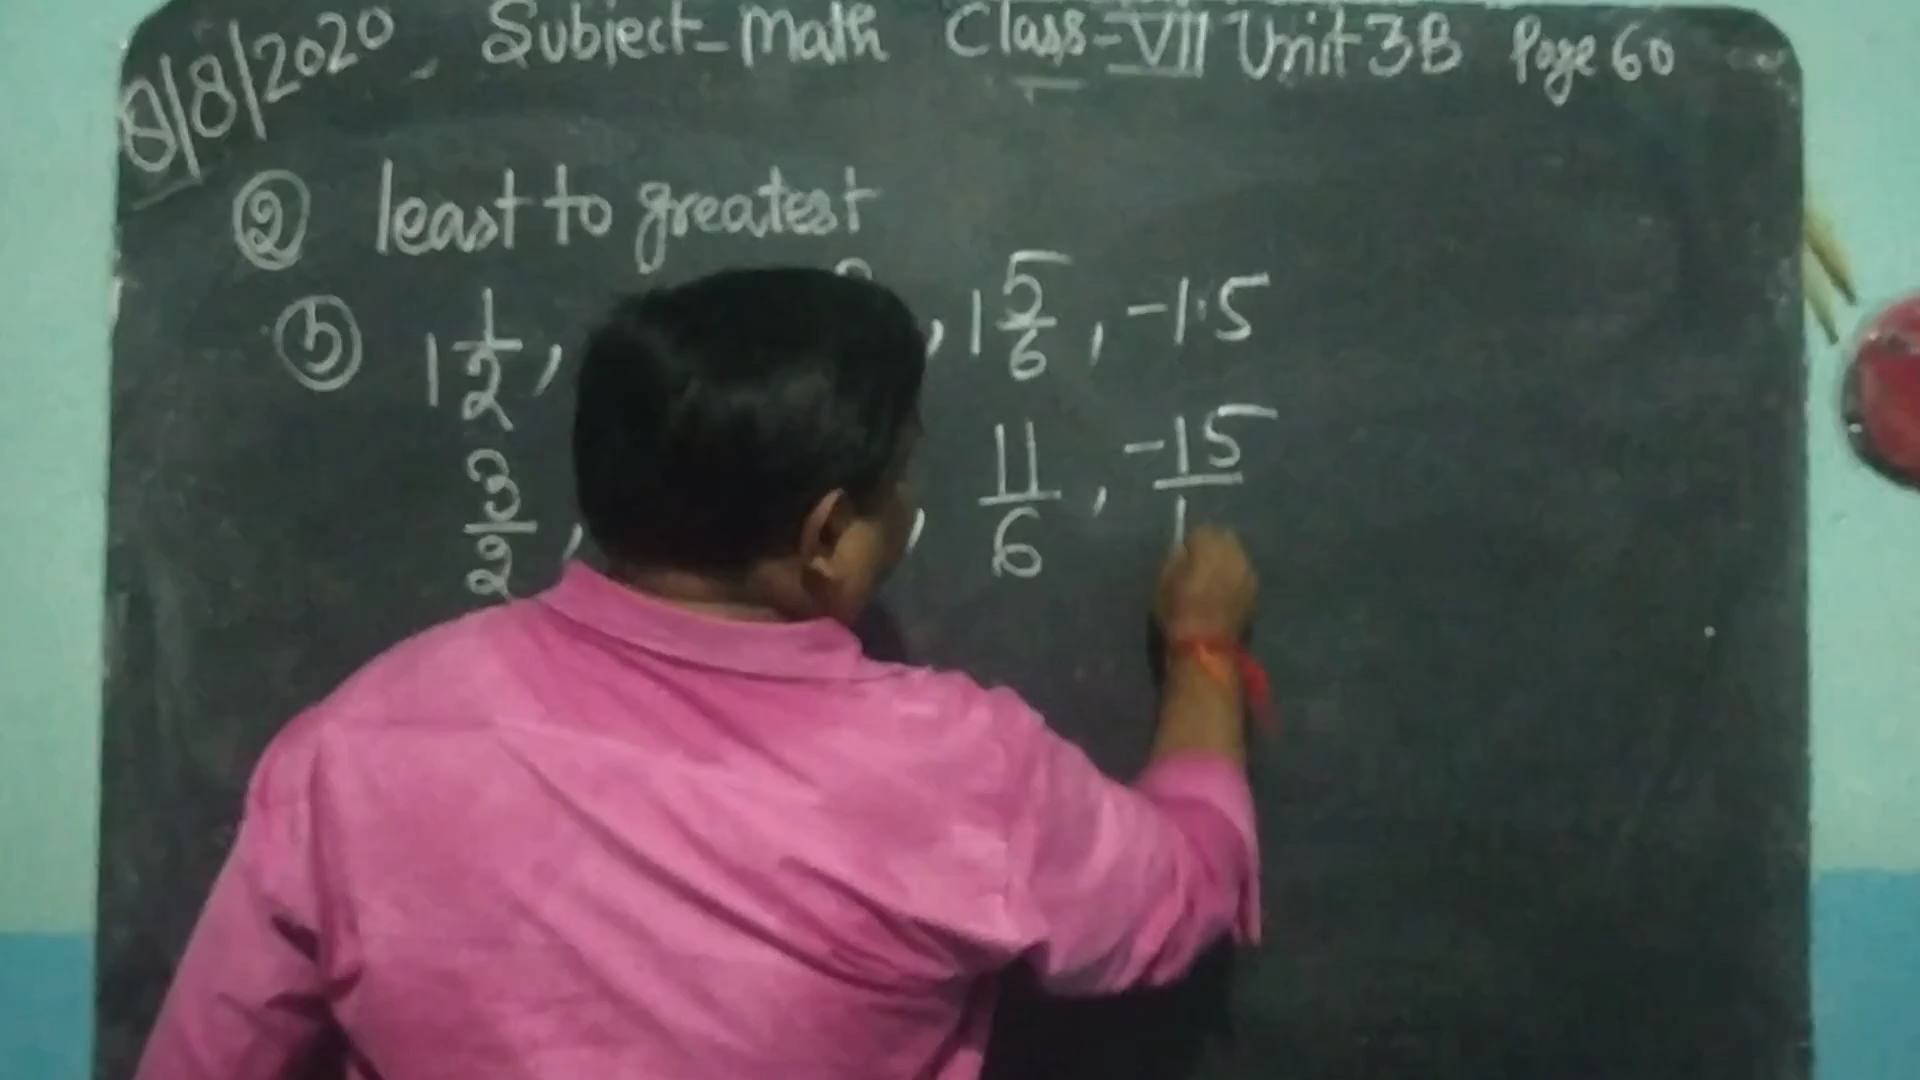 8/8/2020 Subject-Math Class-VII Unit 3B Page 60
② least to greatest
ⓑ 1 1/2, , 1 5/6, -1.5
3/2, , 11/6, -15/1